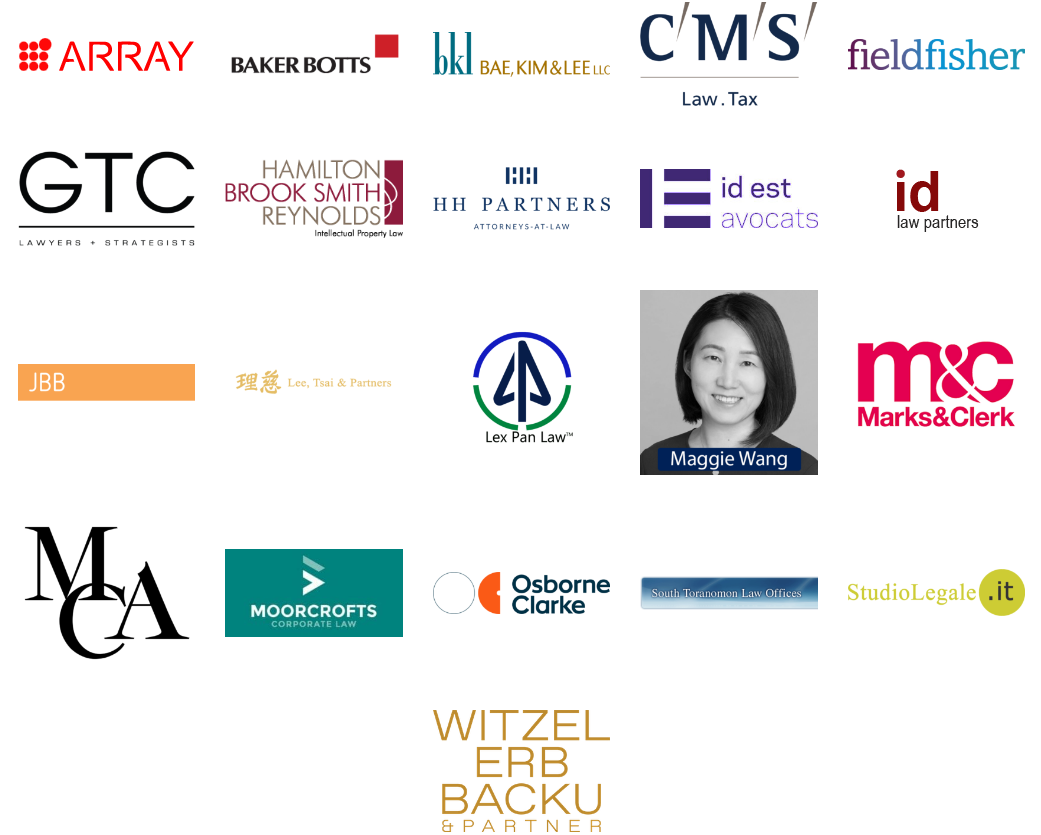 ARRAY
BAKER BOTTS
bkl BAE, KIM & LEE LLC
C'M'S'
Law . Tax
fieldfisher
GTC
LAWYERS + STRATEGISTS
HAMILTON
BROOK SMITH
REYNOLDS
Intellectual Property Law
HH PARTNERS
ATTORNEYS-AT-LAW
id est
avocats
id
law partners
JBB
理慈 Lee, Tsai & Partners
Lex Pan Law™
Maggie Wang
m&c
Marks&Clerk
MCA
MOORCROFTS
CORPORATE LAW
Osborne
Clarke
South Toranomon Law Offices
StudioLegale.it
WITZEL
ERB
BACKU
& PARTNER